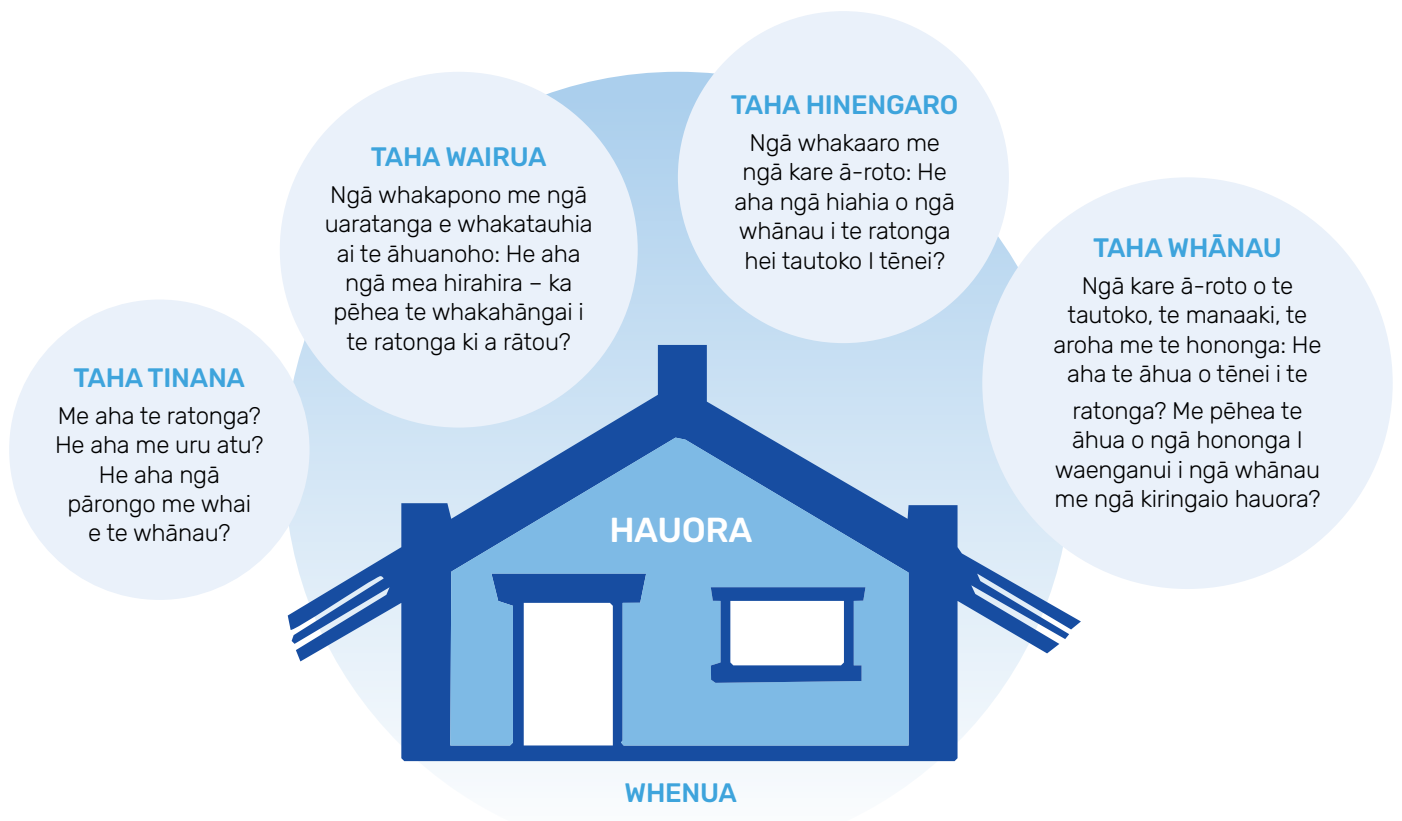 TAHA TINANA
Me aha te ratonga?
He aha me uru atu?
He aha ngā
pārongo me whai
e te whānau?
TAHA WAIRUA
Ngā whakapono me ngā
uaratanga e whakatauhia
ai te āhuanoho: He aha
ngā mea hirahira – ka
pēhea te whakahāngai i
te ratonga ki a rātou?
TAHA HINENGARO
Ngā whakaaro me
ngā kare ā-roto: He
aha ngā hiahia o ngā
whānau i te ratonga
hei tautoko I tēnei?
TAHA WHĀNAU
Ngā kare ā-roto o te
tautoko, te manaaki, te
aroha me te hononga: He
aha te āhua o tēnei i te
ratonga? Me pēhea te
āhua o ngā hononga I
waenganui i ngā whānau
me ngā kiringaio hauora?
HAUORA
WHENUA